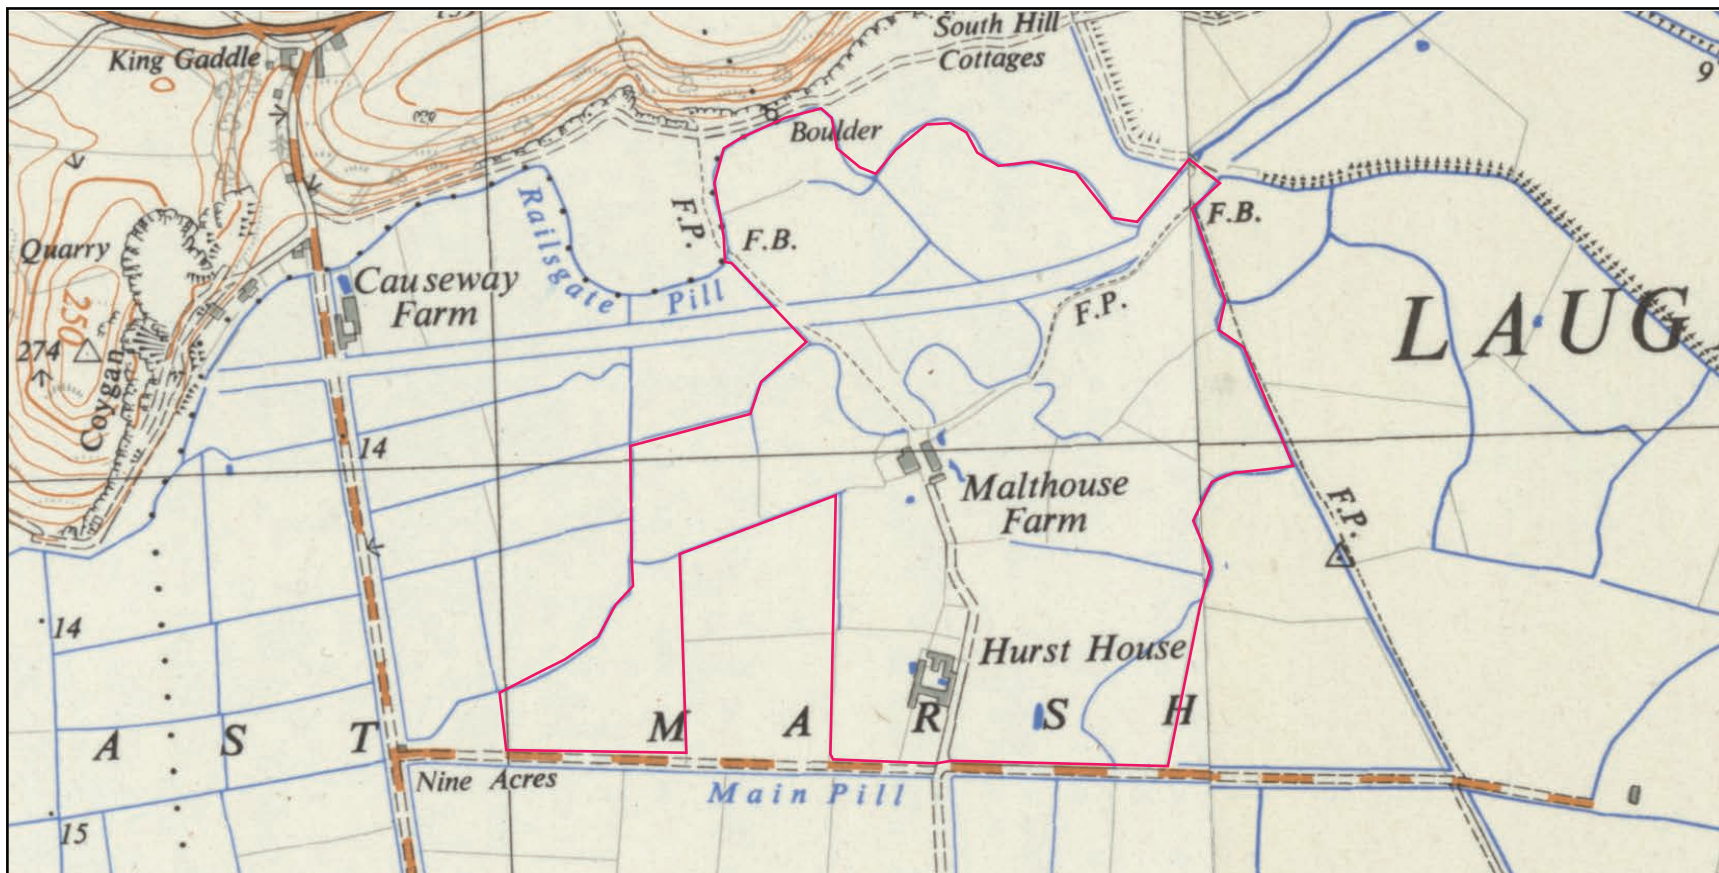 South Hill
Cottages
King Gaddle
9
Boulder
Railsgate
Pill
F.P.
F.B.
F.B.
Quarry
Causeway
Farm
250
274
Coygan
F.P.
LAUG
14
Malthouse
Farm
F.P.
14
Hurst House
A S T M A R S H
Nine Acres
Main Pill
15